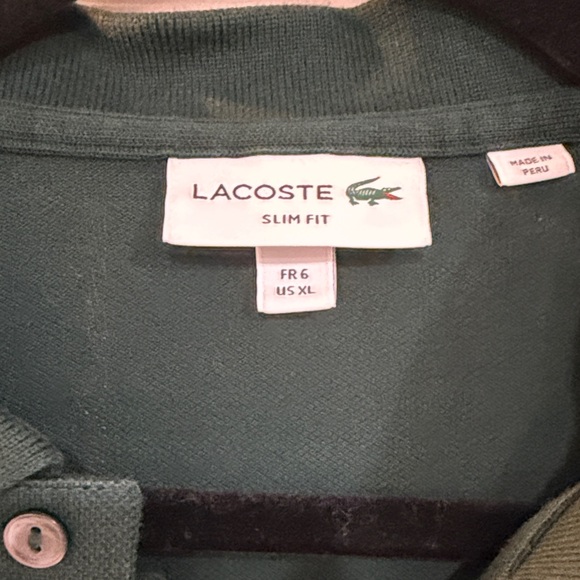 LACOSTE
SLIM FIT
FR 6
US XL
MADE IN
PERU